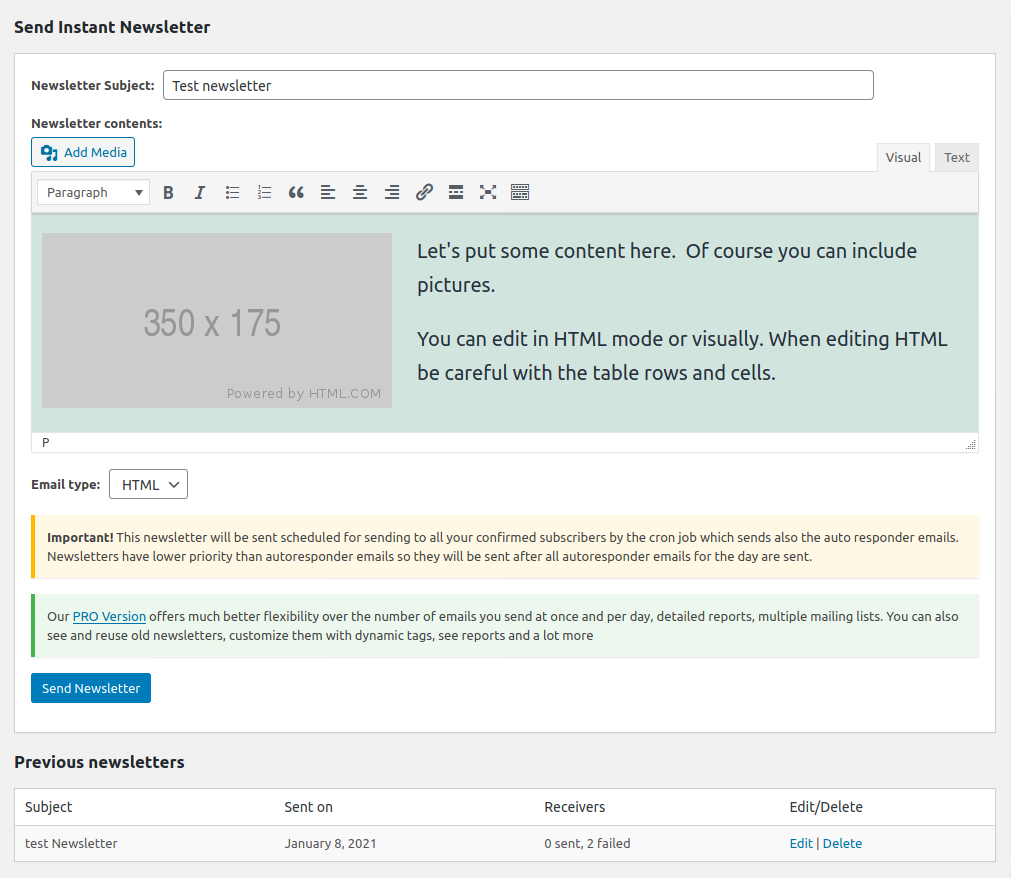 Send Instant Newsletter
Newsletter Subject: Test newsletter
Newsletter contents:
Add Media
Visual Text
Paragraph B I
350 x 175
Powered by HTML.COM
Let's put some content here.  Of course you can include
pictures.
You can edit in HTML mode or visually. When editing HTML
be careful with the table rows and cells.
P
Email type: HTML
Important! This newsletter will be sent scheduled for sending to all your confirmed subscribers by the cron job which sends also the auto responder emails.
Newsletters have lower priority than autoresponder emails so they will be sent after all autoresponder emails for the day are sent.
Our PRO Version offers much better flexibility over the number of emails you send at once and per day, detailed reports, multiple mailing lists. You can also
see and reuse old newsletters, customize them with dynamic tags, see reports and a lot more
Send Newsletter
Previous newsletters
Subject Sent on Receivers Edit/Delete
test Newsletter January 8, 2021 0 sent, 2 failed Edit | Delete